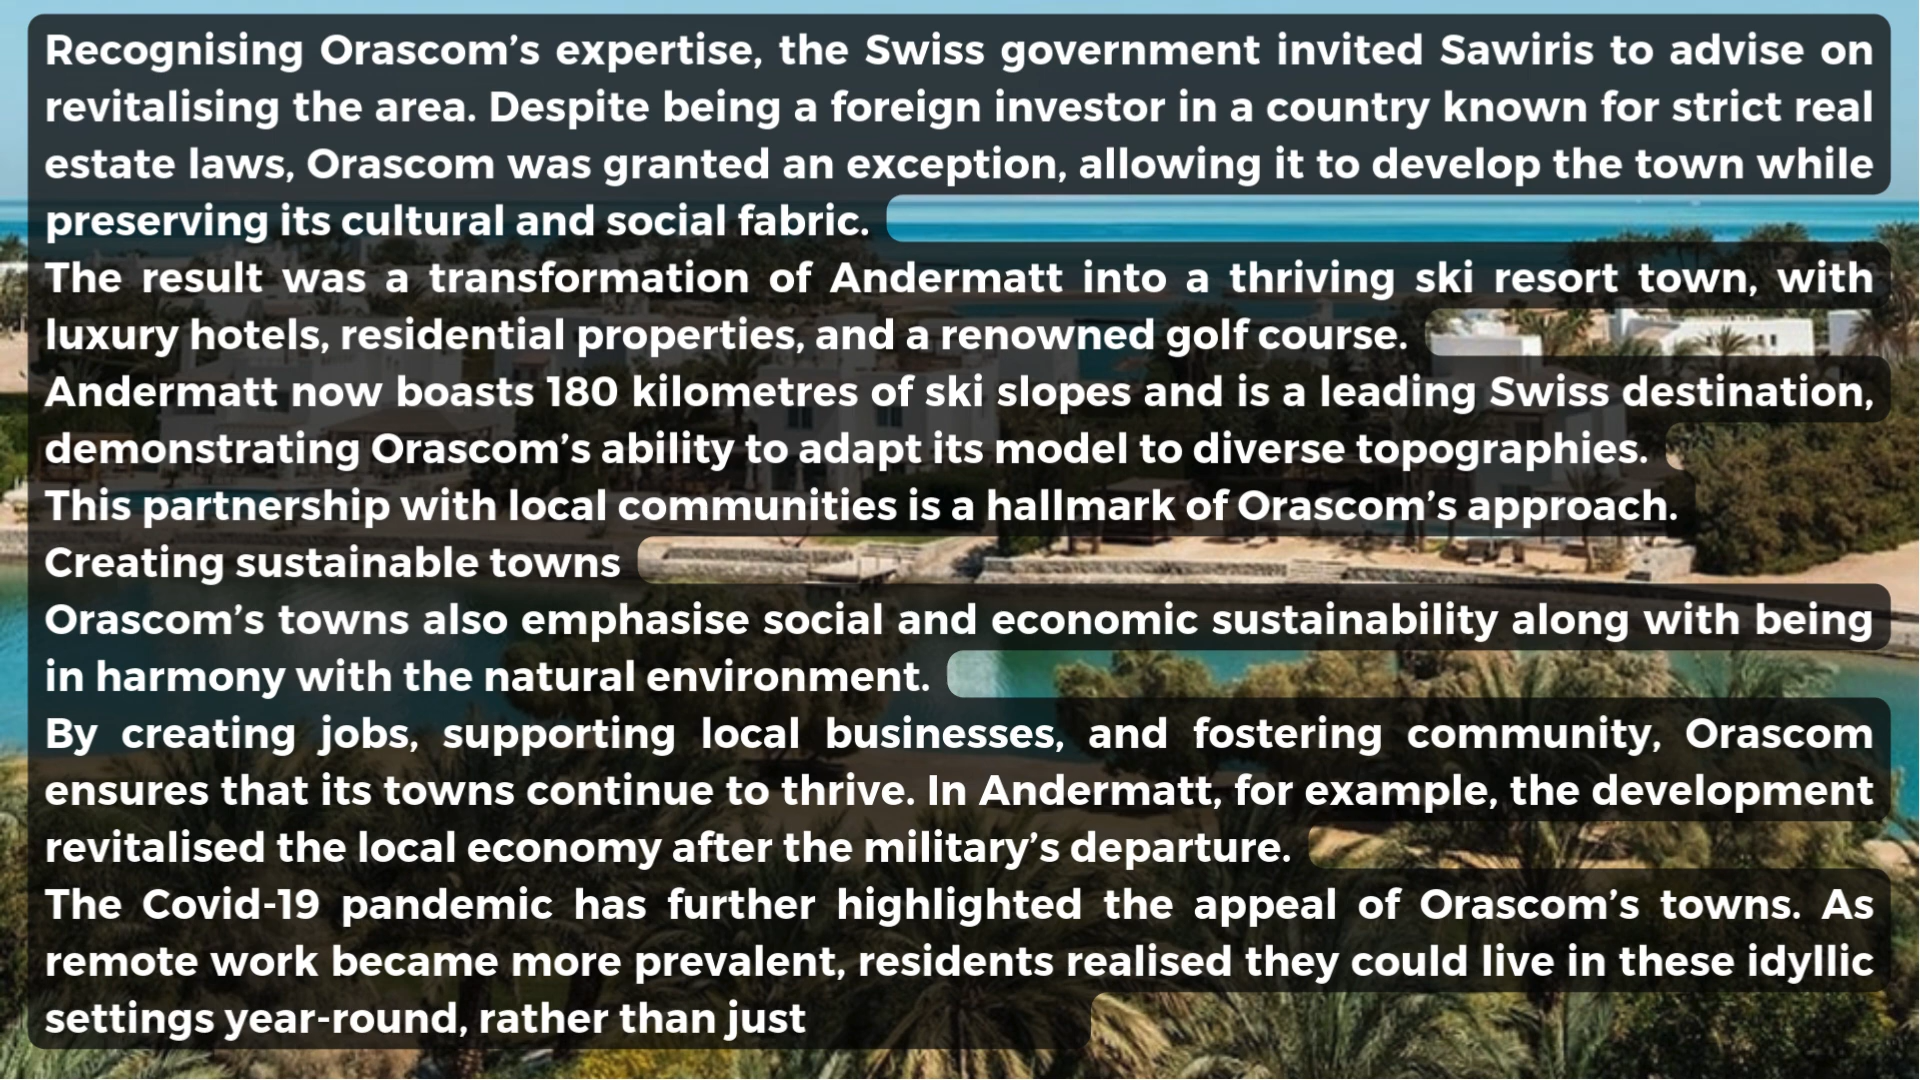 Recognising Orascom’s expertise, the Swiss government invited Sawiris to advise on
revitalising the area. Despite being a foreign investor in a country known for strict real
estate laws, Orascom was granted an exception, allowing it to develop the town while
preserving its cultural and social fabric.
The result was a transformation of Andermatt into a thriving ski resort town, with
luxury hotels, residential properties, and a renowned golf course.
Andermatt now boasts 180 kilometres of ski slopes and is a leading Swiss destination,
demonstrating Orascom’s ability to adapt its model to diverse topographies.
This partnership with local communities is a hallmark of Orascom’s approach.
Creating sustainable towns
Orascom’s towns also emphasise social and economic sustainability along with being
in harmony with the natural environment.
By creating jobs, supporting local businesses, and fostering community, Orascom
ensures that its towns continue to thrive. In Andermatt, for example, the development
revitalised the local economy after the military’s departure.
The Covid-19 pandemic has further highlighted the appeal of Orascom’s towns. As
remote work became more prevalent, residents realised they could live in these idyllic
settings year-round, rather than just